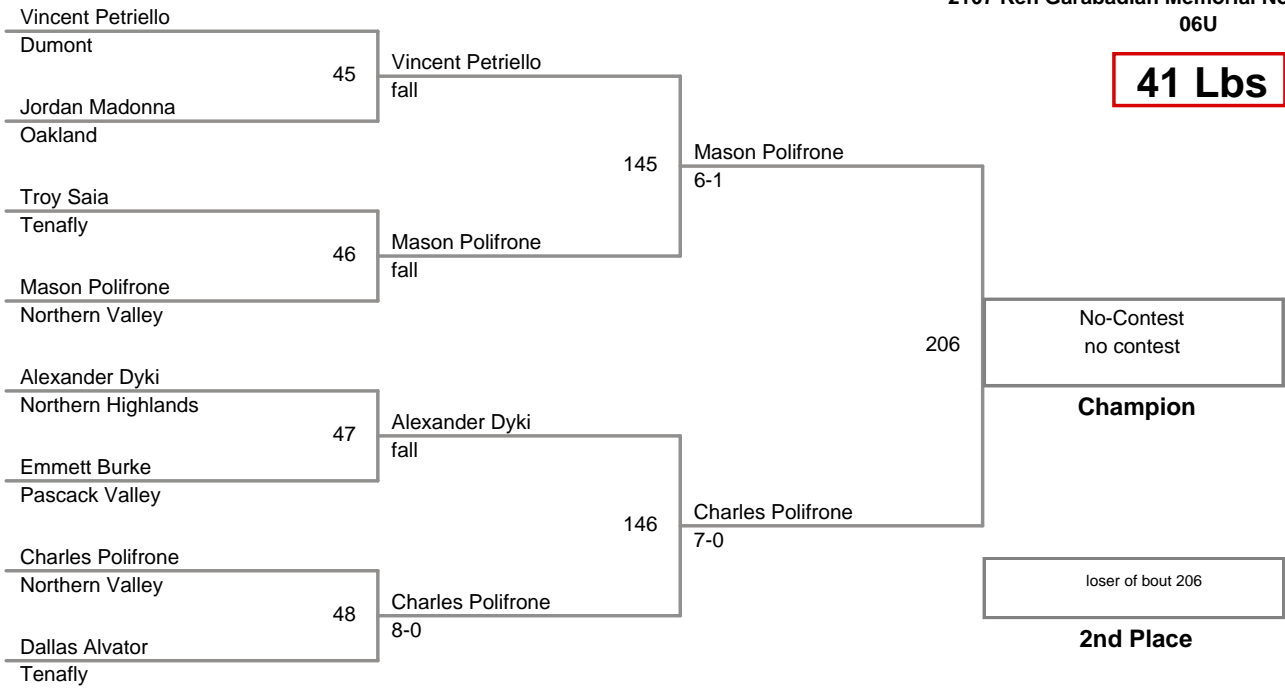 2107 Ken Garabadian Memorial
06U
41 Lbs
Vincent Petriello
Dumont
45
Jordan Madonna
Oakland
Vincent Petriello
fall
Troy Saia
Tenafly
46
Mason Polifrone
Northern Valley
Mason Polifrone
fall
145
Mason Polifrone
6-1
Alexander Dyki
Northern Highlands
47
Emmett Burke
Pascack Valley
Alexander Dyki
fall
Charles Polifrone
Northern Valley
48
Dallas Alvator
Tenafly
Charles Polifrone
8-0
146
Charles Polifrone
7-0
206
No-Contest
no contest
Champion
loser of bout 206
2nd Place